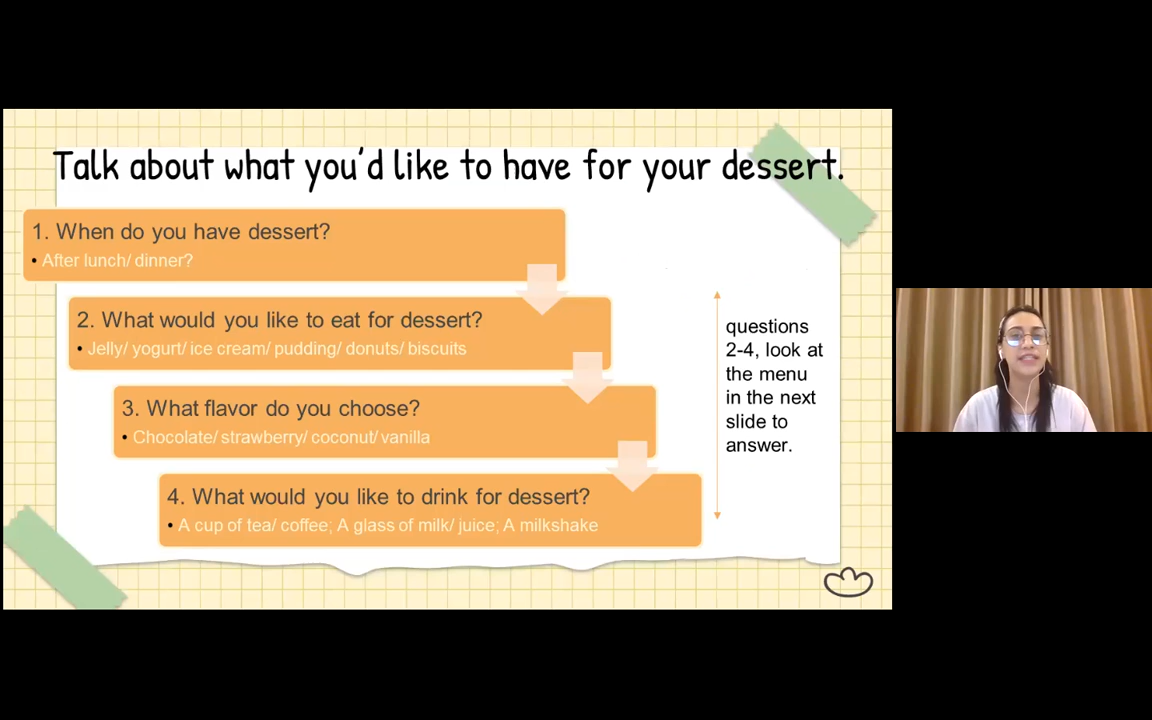 Talk about what you'd like to have for your dessert.
1. When do you have dessert?
• After lunch/ dinner?
2. What would you like to eat for dessert?
• Jelly/ yogurt/ ice cream/ pudding/ donuts/ biscuits
3. What flavor do you choose?
• Chocolate/ strawberry/ coconut/ vanilla
4. What would you like to drink for dessert?
• A cup of tea/ coffee; A glass of milk/ juice; A milkshake
questions
2-4, look at
the menu
in the next
slide to
answer.